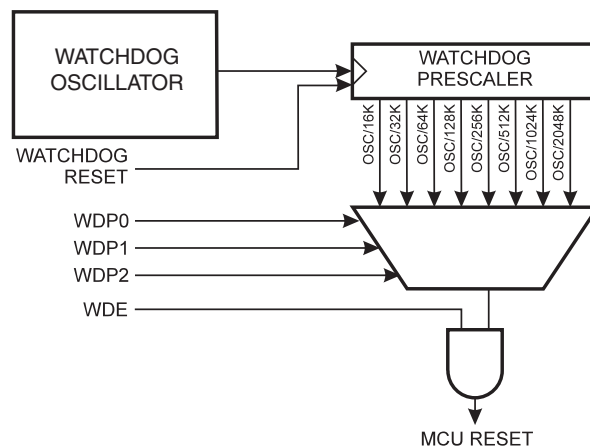 WATCHDOG
OSCILLATOR
WATCHDOG
PRESCALER
WATCHDOG
RESET
OSC/16K
OSC/32K
OSC/64K
OSC/128K
OSC/256K
OSC/512K
OSC/1024K
OSC/2048K
WDP0
WDP1
WDP2
WDE
MCU RESET